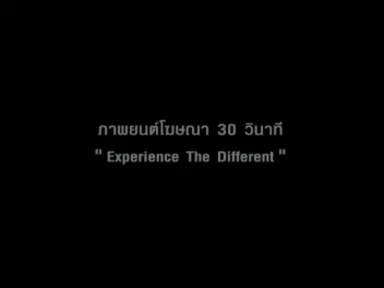 ภาพยนต์โฆษณา 30 วินาที
" Experience The Different "